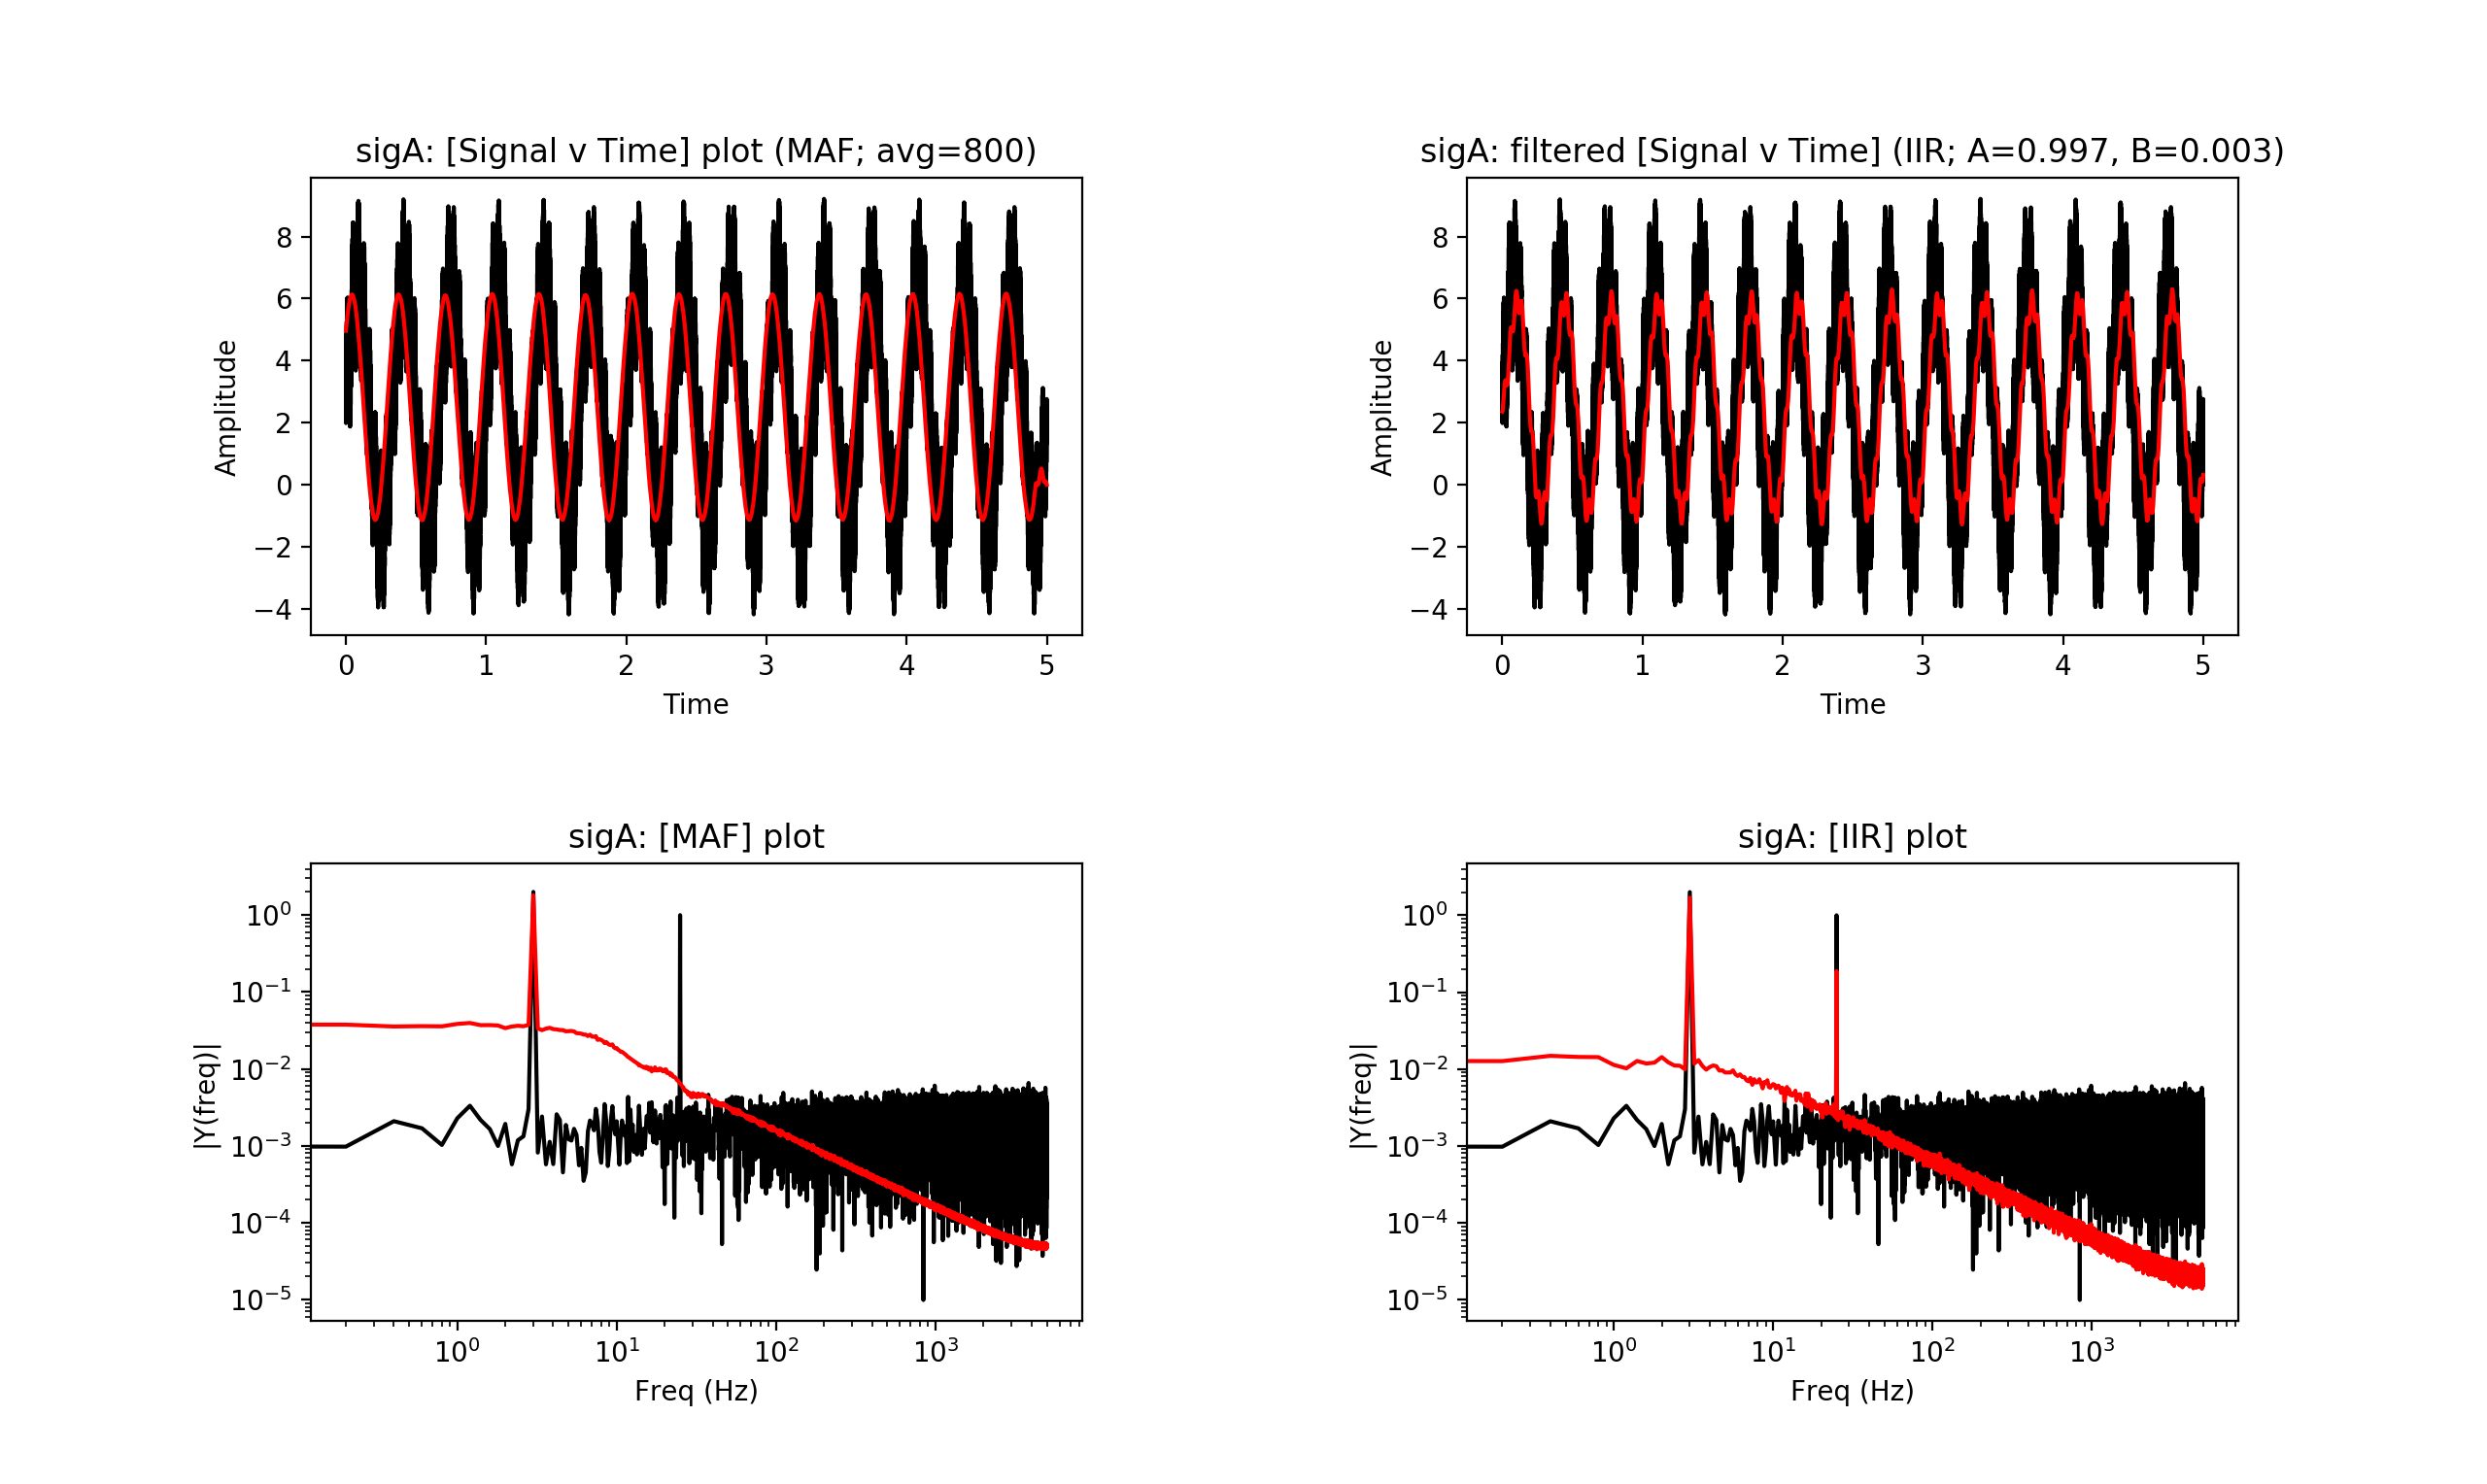 sigA: [Signal v Time] plot (MAF; avg=800)
Amplitude
8
6
4
2
0
−2
−4
0 1 2 3 4 5
Time
sigA: filtered [Signal v Time] (IIR; A=0.997, B=0.003)
Amplitude
8
6
4
2
0
−2
−4
0 1 2 3 4 5
Time
sigA: [MAF] plot
|Y(freq)|
10⁰
10⁻¹
10⁻²
10⁻³
10⁻⁴
10⁻⁵
10⁰ 10¹ 10² 10³
Freq (Hz)
sigA: [IIR] plot
|Y(freq)|
10⁰
10⁻¹
10⁻²
10⁻³
10⁻⁴
10⁻⁵
10⁰ 10¹ 10² 10³
Freq (Hz)